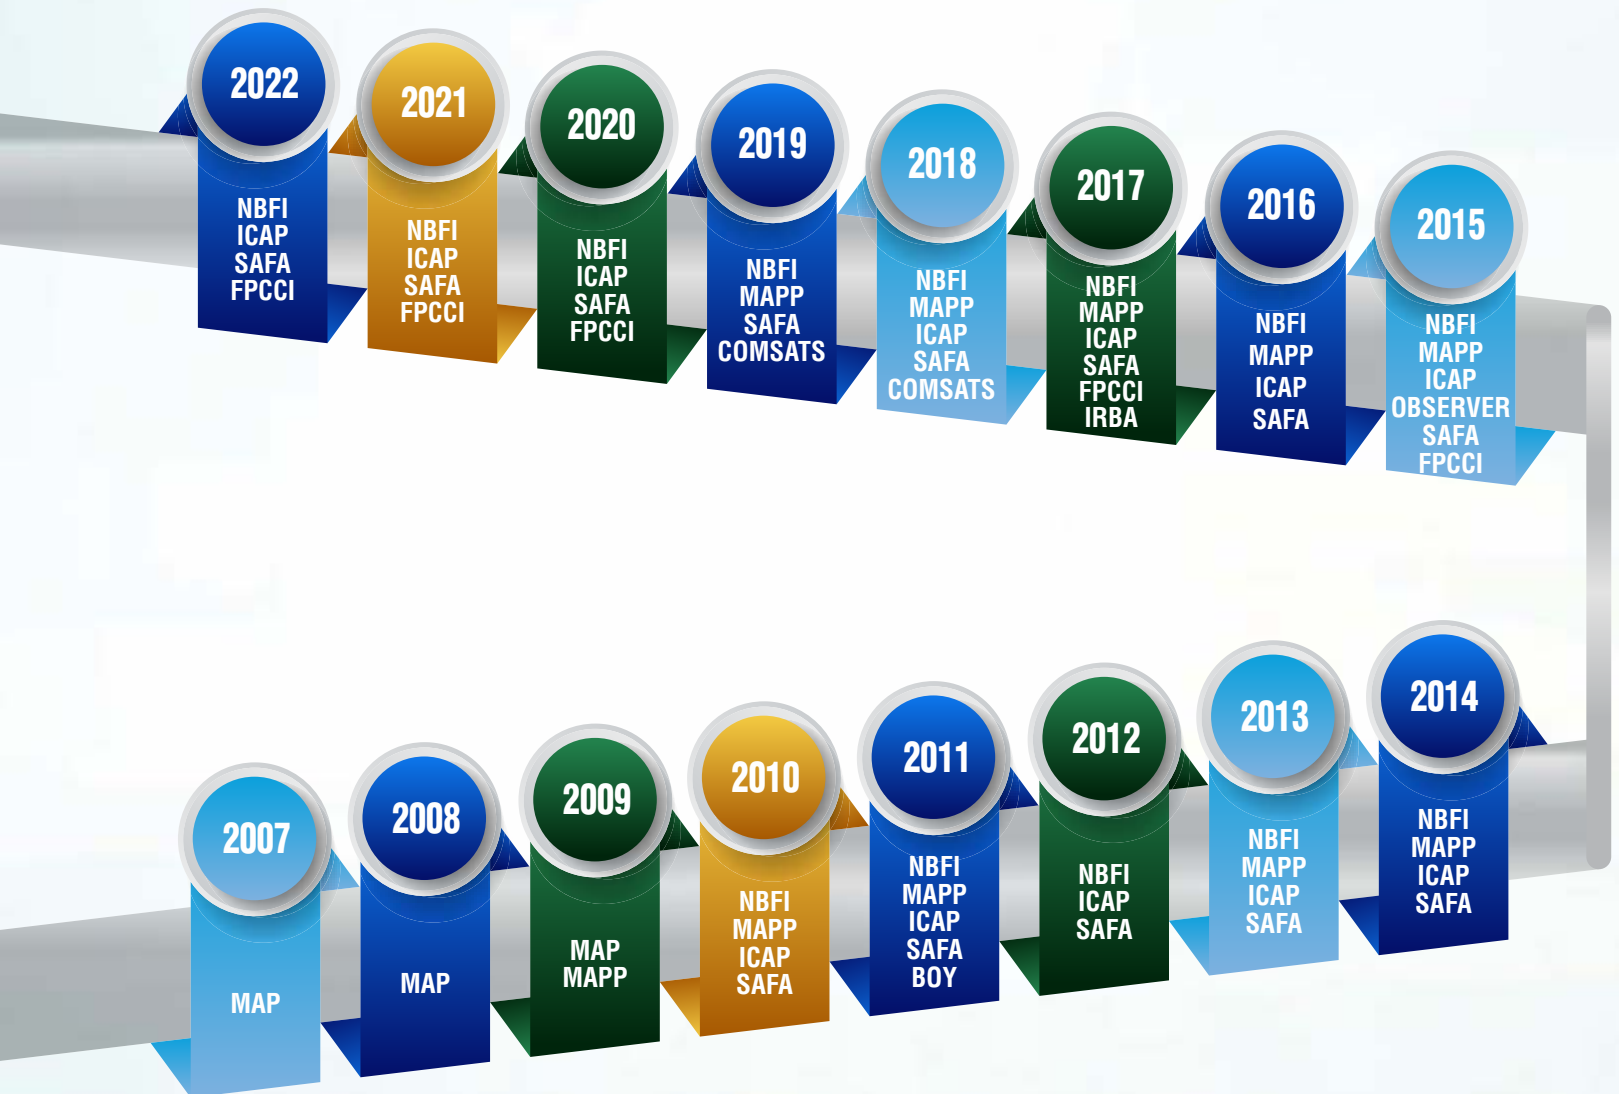 2022
NBFI
ICAP
SAFA
FPCCI
2021
NBFI
ICAP
SAFA
FPCCI
2020
NBFI
ICAP
SAFA
FPCCI
2019
NBFI
MAPP
SAFA
COMSATS
2018
NBFI
MAPP
ICAP
SAFA
COMSATS
2017
NBFI
MAPP
ICAP
SAFA
FPCCI
IRBA
2016
NBFI
MAPP
ICAP
SAFA
2015
NBFI
MAPP
ICAP
OBSERVER
SAFA
FPCCI
2007
MAP
2008
MAP
2009
MAP
MAPP
2010
NBFI
MAPP
ICAP
SAFA
2011
NBFI
MAPP
ICAP
SAFA
BOY
2012
NBFI
ICAP
SAFA
2013
NBFI
MAPP
ICAP
SAFA
2014
NBFI
MAPP
ICAP
SAFA